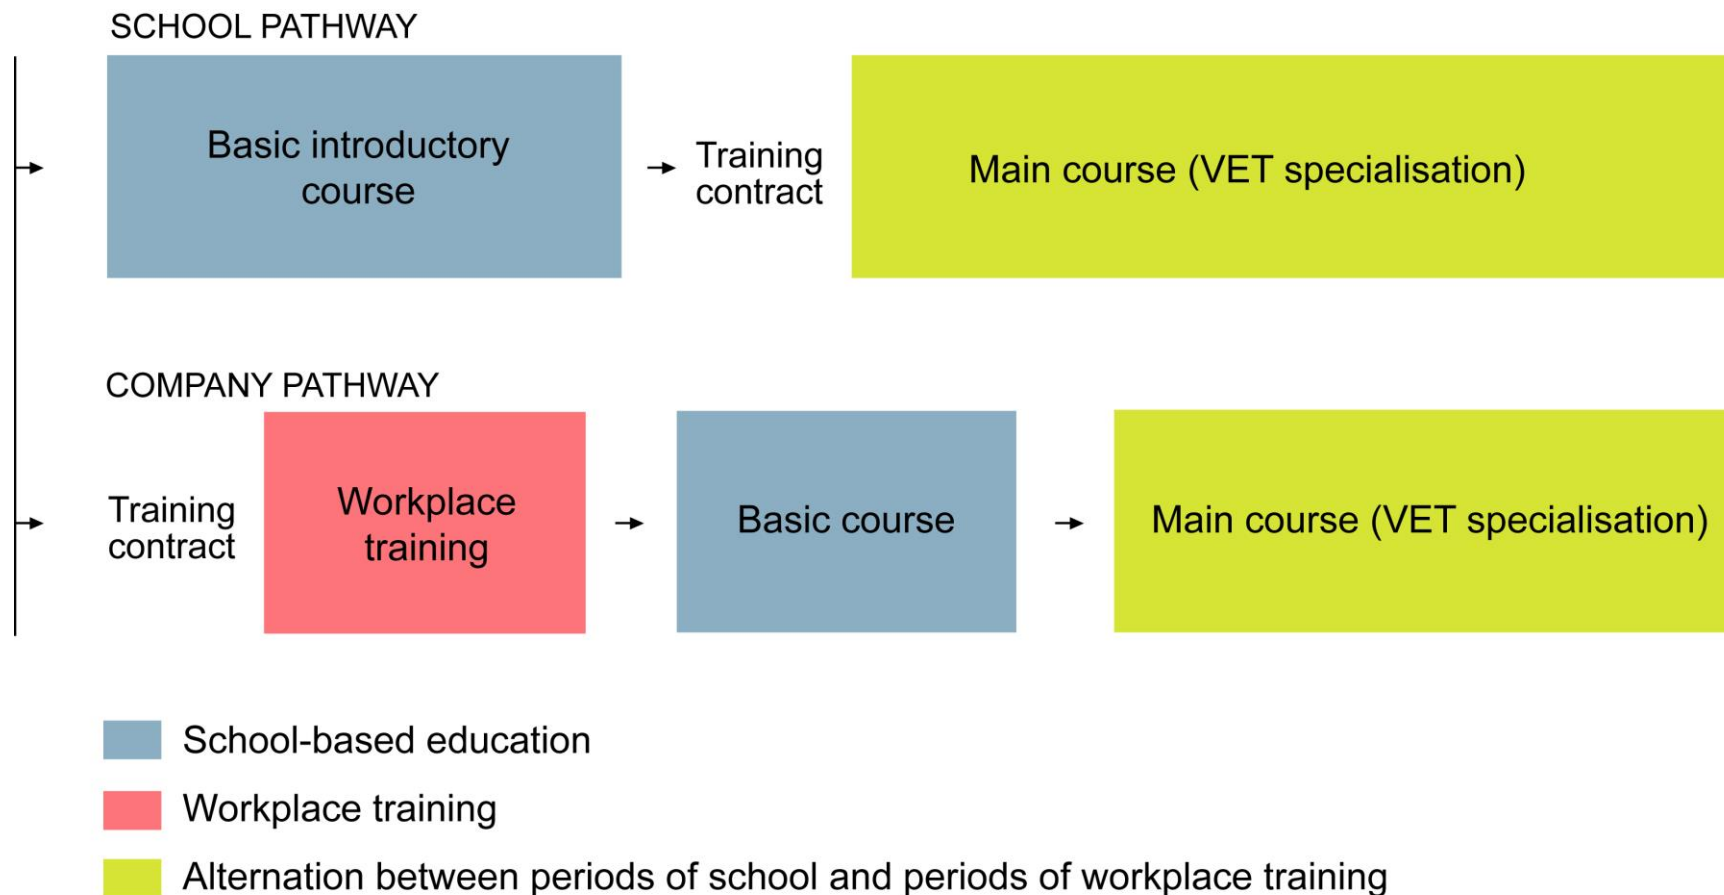 SCHOOL PATHWAY
Basic introductory
course
Training
contract
Main course (VET specialisation)
COMPANY PATHWAY
Training
contract
Workplace
training
Basic course
Main course (VET specialisation)
School-based education
Workplace training
Alternation between periods of school and periods of workplace training